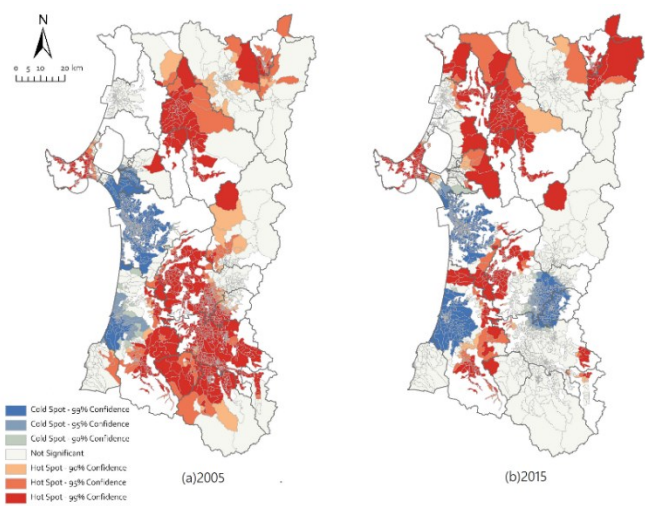 N
0 5 10 20 km
Cold Spot - 99% Confidence
Cold Spot - 95% Confidence
Cold Spot - 90% Confidence
Not Significant
Hot Spot - 90% Confidence
Hot Spot - 95% Confidence
Hot Spot - 99% Confidence
(a)2005
(b)2015